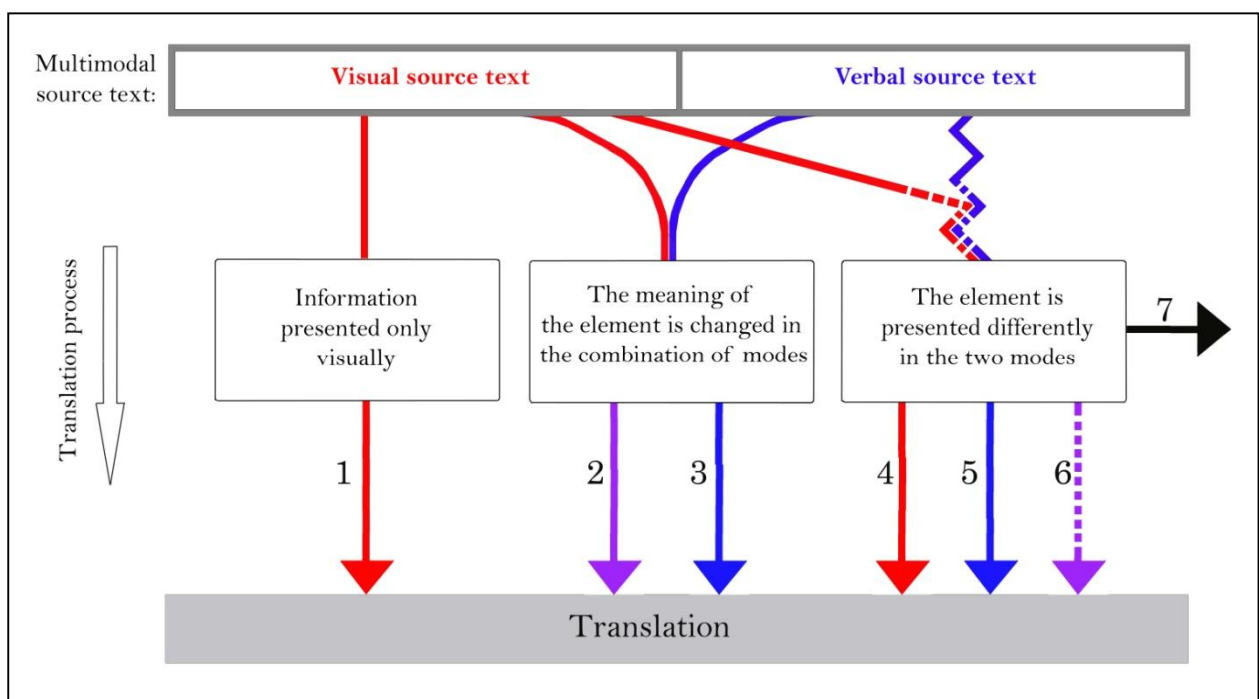 Multimodal
source text:
Visual source text
Verbal source text
Translation process
Information
presented only
visually
The meaning of
the element is changed in
the combination of modes
The element is
presented differently
in the two modes
7
1
2
3
4
5
6
Translation